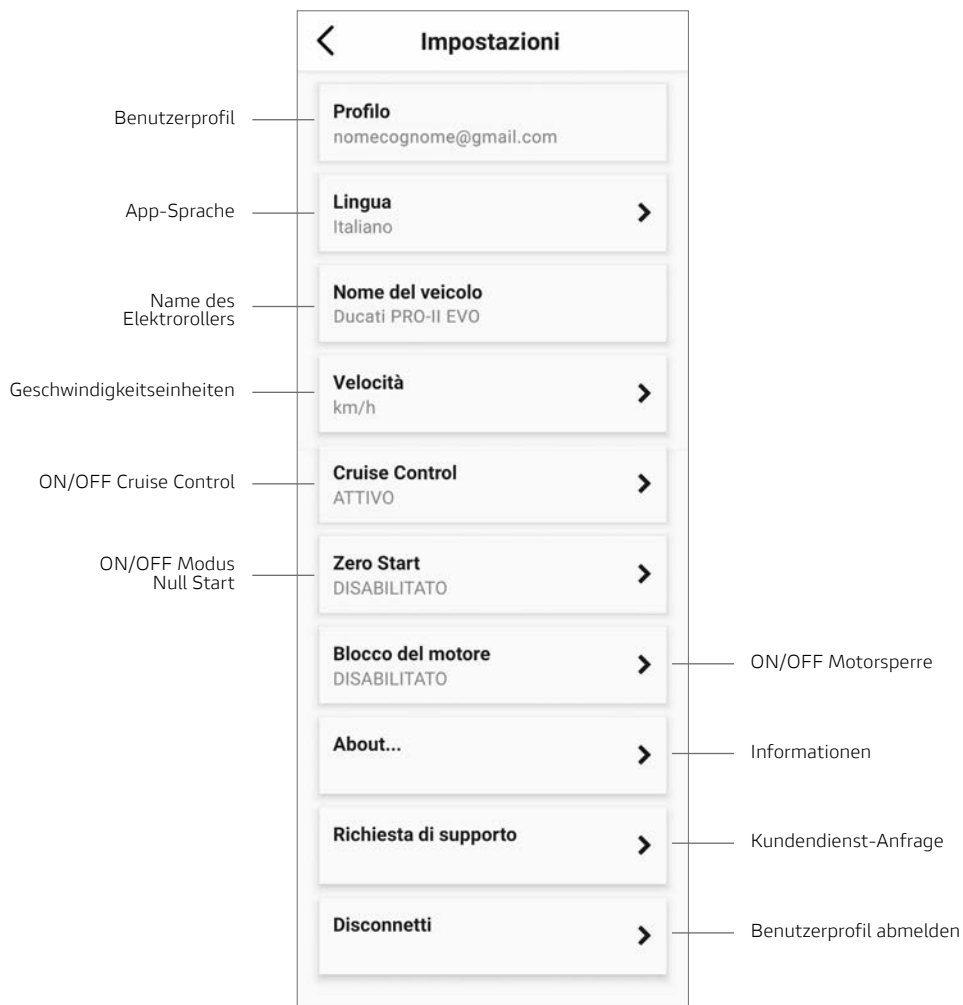 Impostazioni
Benutzerprofil
Profilo
nomecognome@gmail.com
App-Sprache
Lingua
Italiano
Name des
Elektrorollers
Nome del veicolo
Ducati PRO-II EVO
Geschwindigkeitseinheiten
Velocità
km/h
ON/OFF Cruise Control
Cruise Control
ATTIVO
ON/OFF Modus
Null Start
Zero Start
DISABILITATO
Blocco del motore
DISABILITATO
ON/OFF Motorsperre
About...
Informationen
Richiesta di supporto
Kundendienst-Anfrage
Disconnetti
Benutzerprofil abmelden